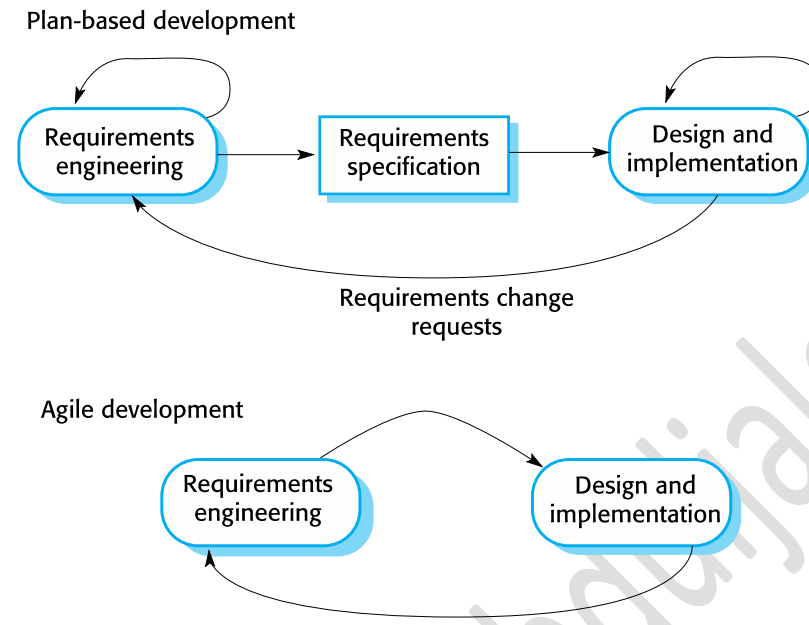 Plan-based development
Requirements
engineering
Requirements
specification
Design and
implementation
Requirements change
requests
Agile development
Requirements
engineering
Design and
implementation